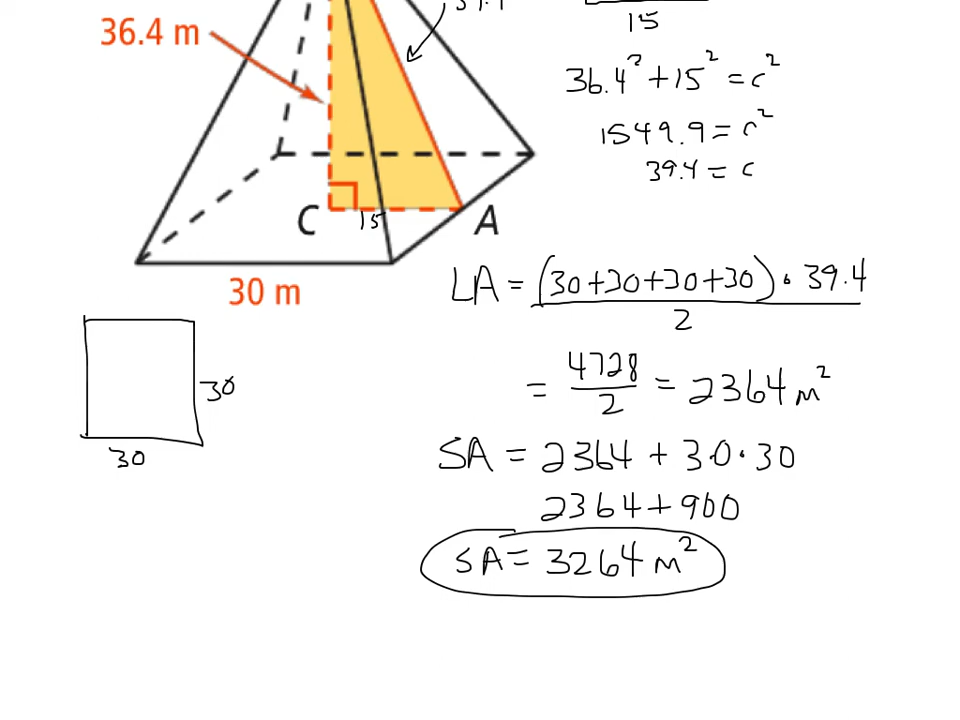 36.4 m
15
36.4² + 15² = c²
1549.9 = c²
39.4 = c
C
15
A
30 m
LA = (30+30+30+30) • 39.4
2
30
30
= 4728 = 2364 m²
2
SA = 2364 + 30•30
2364 + 900
SA = 3264 m²